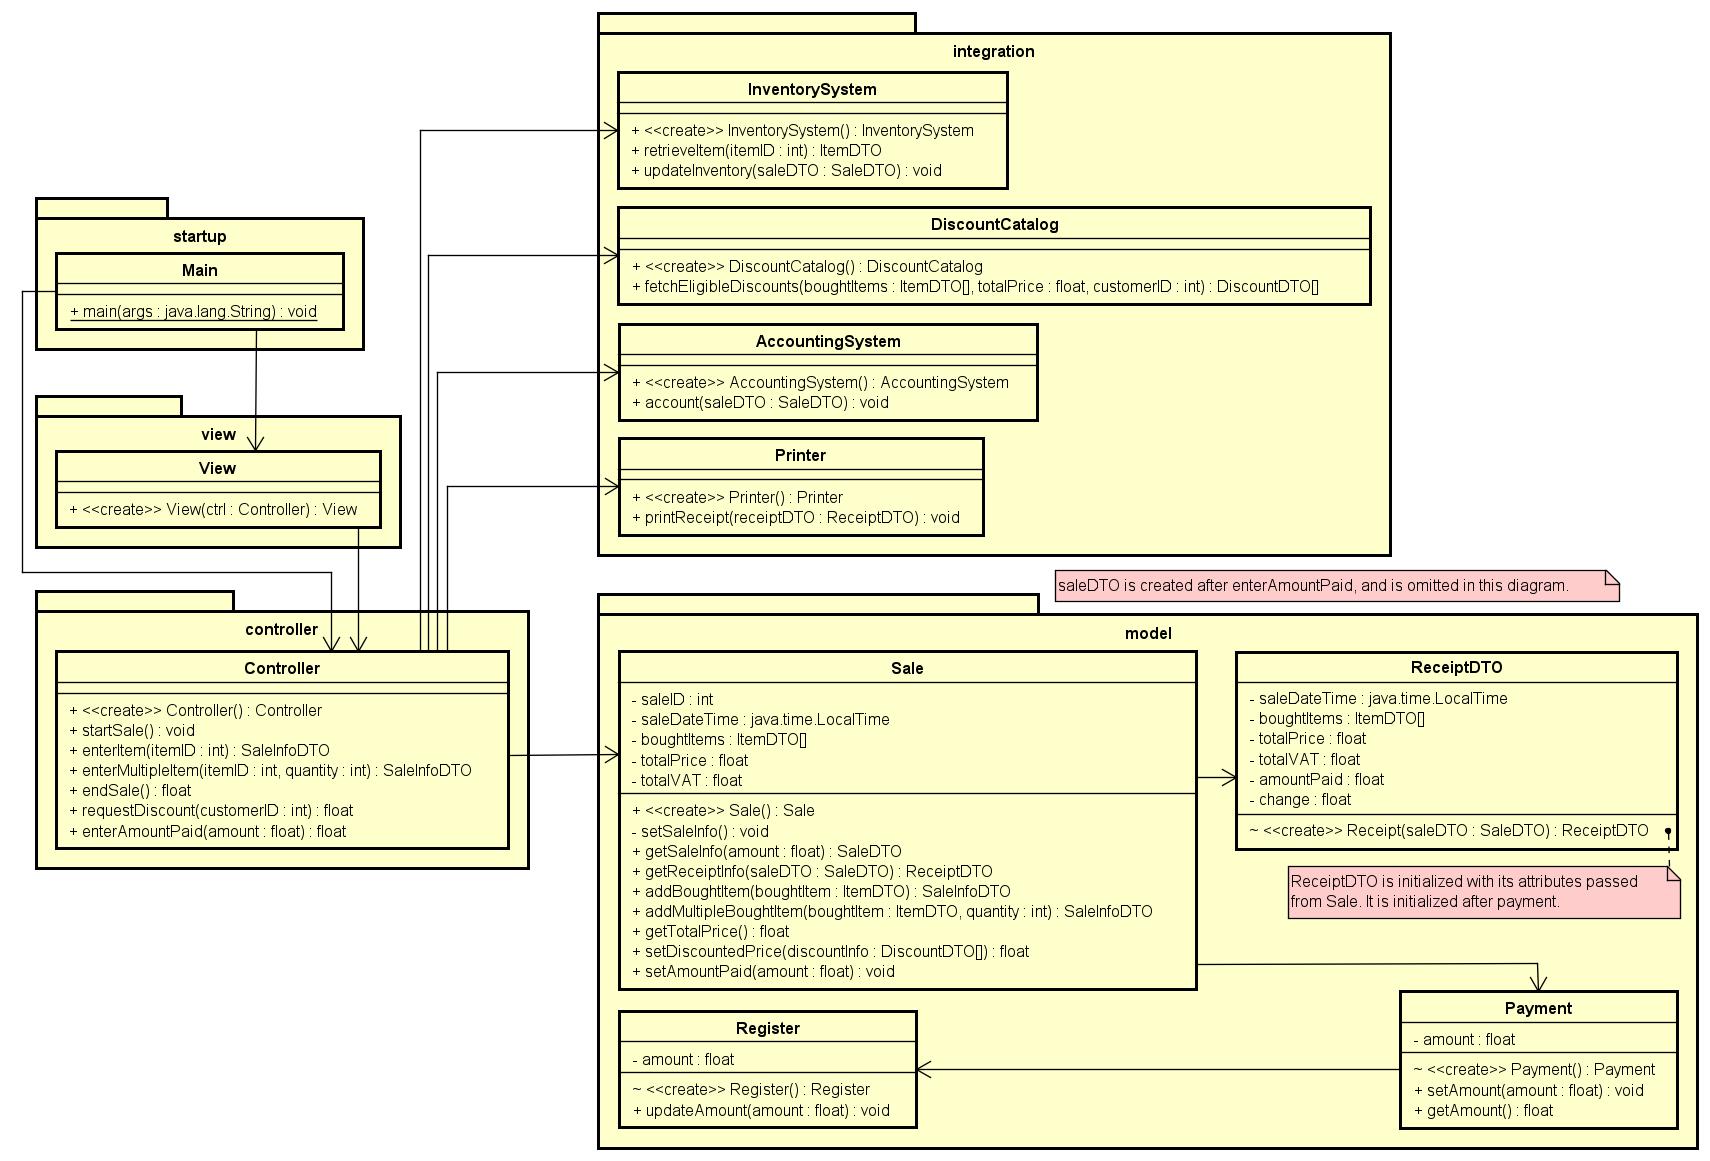 integration
InventorySystem
+ <<create>> InventorySystem() : InventorySystem
+ retrieveItem(itemID : int) : ItemDTO
+ updateInventory(saleDTO : SaleDTO) : void
DiscountCatalog
+ <<create>> DiscountCatalog() : DiscountCatalog
+ fetchEligibleDiscounts(boughtItems : ItemDTO[], totalPrice : float, customerID : int) : DiscountDTO[]
AccountingSystem
+ <<create>> AccountingSystem() : AccountingSystem
+ account(saleDTO : SaleDTO) : void
Printer
+ <<create>> Printer() : Printer
+ printReceipt(receiptDTO : ReceiptDTO) : void
startup
Main
+ main(args : java.lang.String) : void
view
View
+ <<create>> View(ctrl : Controller) : View
controller
Controller
+ <<create>> Controller() : Controller
+ startSale() : void
+ enterItem(itemID : int) : SaleInfoDTO
+ enterMultipleItem(itemID : int, quantity : int) : SaleInfoDTO
+ endSale() : float
+ requestDiscount(customerID : int) : float
+ enterAmountPaid(amount : float) : float
saleDTO is created after enterAmountPaid, and is omitted in this diagram.
model
Sale
- saleID : int
- saleDateTime : java.time.LocalTime
- boughtItems : ItemDTO[]
- totalPrice : float
- totalVAT : float
+ <<create>> Sale() : Sale
- setSaleInfo() : void
+ getSaleInfo(amount : float) : SaleDTO
+ getReceiptInfo(saleDTO : SaleDTO) : ReceiptDTO
+ addBoughtItem(boughtItem : ItemDTO) : SaleInfoDTO
+ addMultipleBoughtItem(boughtItem : ItemDTO, quantity : int) : SaleInfoDTO
+ getTotalPrice() : float
+ setDiscountedPrice(discountInfo : DiscountDTO[]) : float
+ setAmountPaid(amount : float) : void
ReceiptDTO
- saleDateTime : java.time.LocalTime
- boughtItems : ItemDTO[]
- totalPrice : float
- totalVAT : float
- amountPaid : float
- change : float
~ <<create>> Receipt(saleDTO : SaleDTO) : ReceiptDTO
ReceiptDTO is initialized with its attributes passed
from Sale. It is initialized after payment.
Register
- amount : float
~ <<create>> Register() : Register
+ updateAmount(amount : float) : void
Payment
- amount : float
~ <<create>> Payment() : Payment
+ setAmount(amount : float) : void
+ getAmount() : float